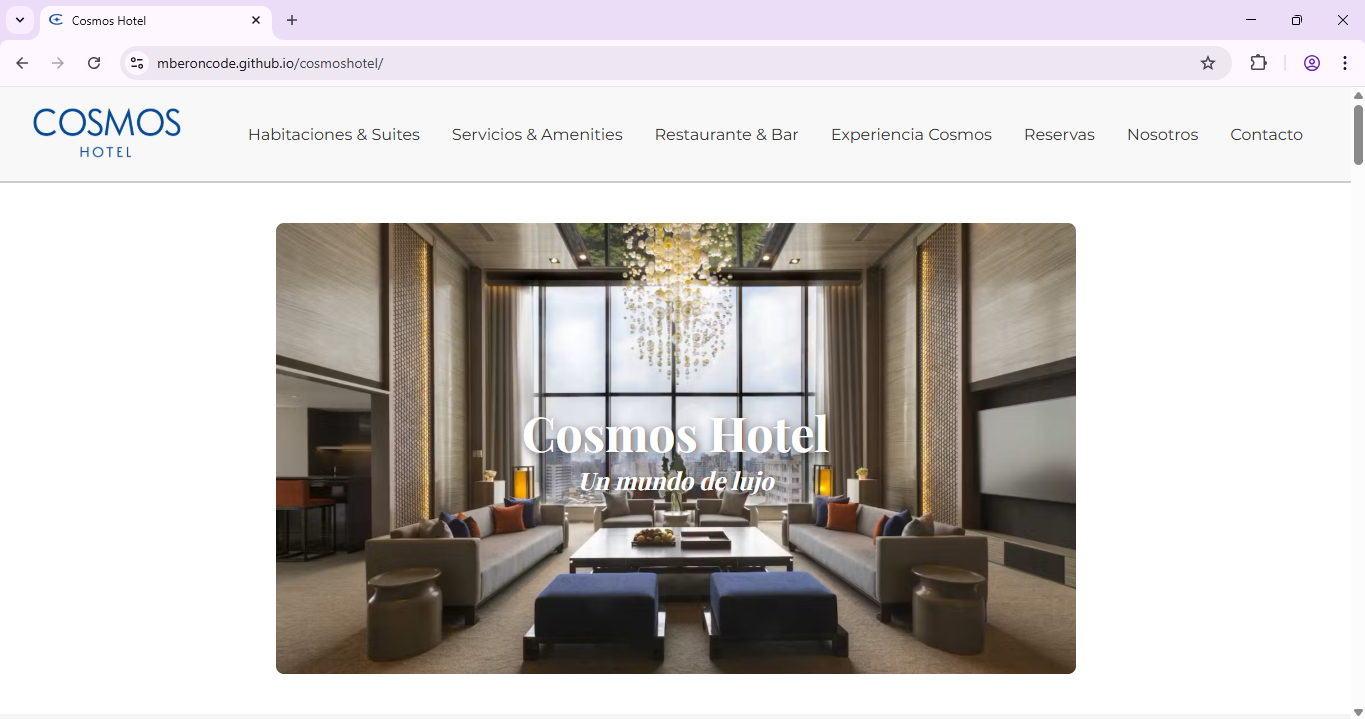 Cosmos Hotel
mberoncode.github.io/cosmoshotel/
COSMOS
HOTEL
Habitaciones & Suites
Servicios & Amenities
Restaurante & Bar
Experiencia Cosmos
Reservas
Nosotros
Contacto
Cosmos Hotel
Un mundo de lujo